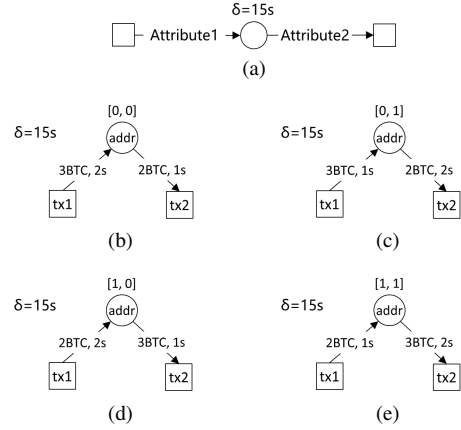 δ=15s
Attribute1 Attribute2
(a)
[0, 0] [0, 1]
δ=15s addr δ=15s addr
3BTC, 2s 2BTC, 1s 3BTC, 1s 2BTC, 2s
tx1 tx2 tx1 tx2
(b) (c)
[1, 0] [1, 1]
δ=15s addr δ=15s addr
2BTC, 2s 3BTC, 1s 2BTC, 1s 3BTC, 2s
tx1 tx2 tx1 tx2
(d) (e)